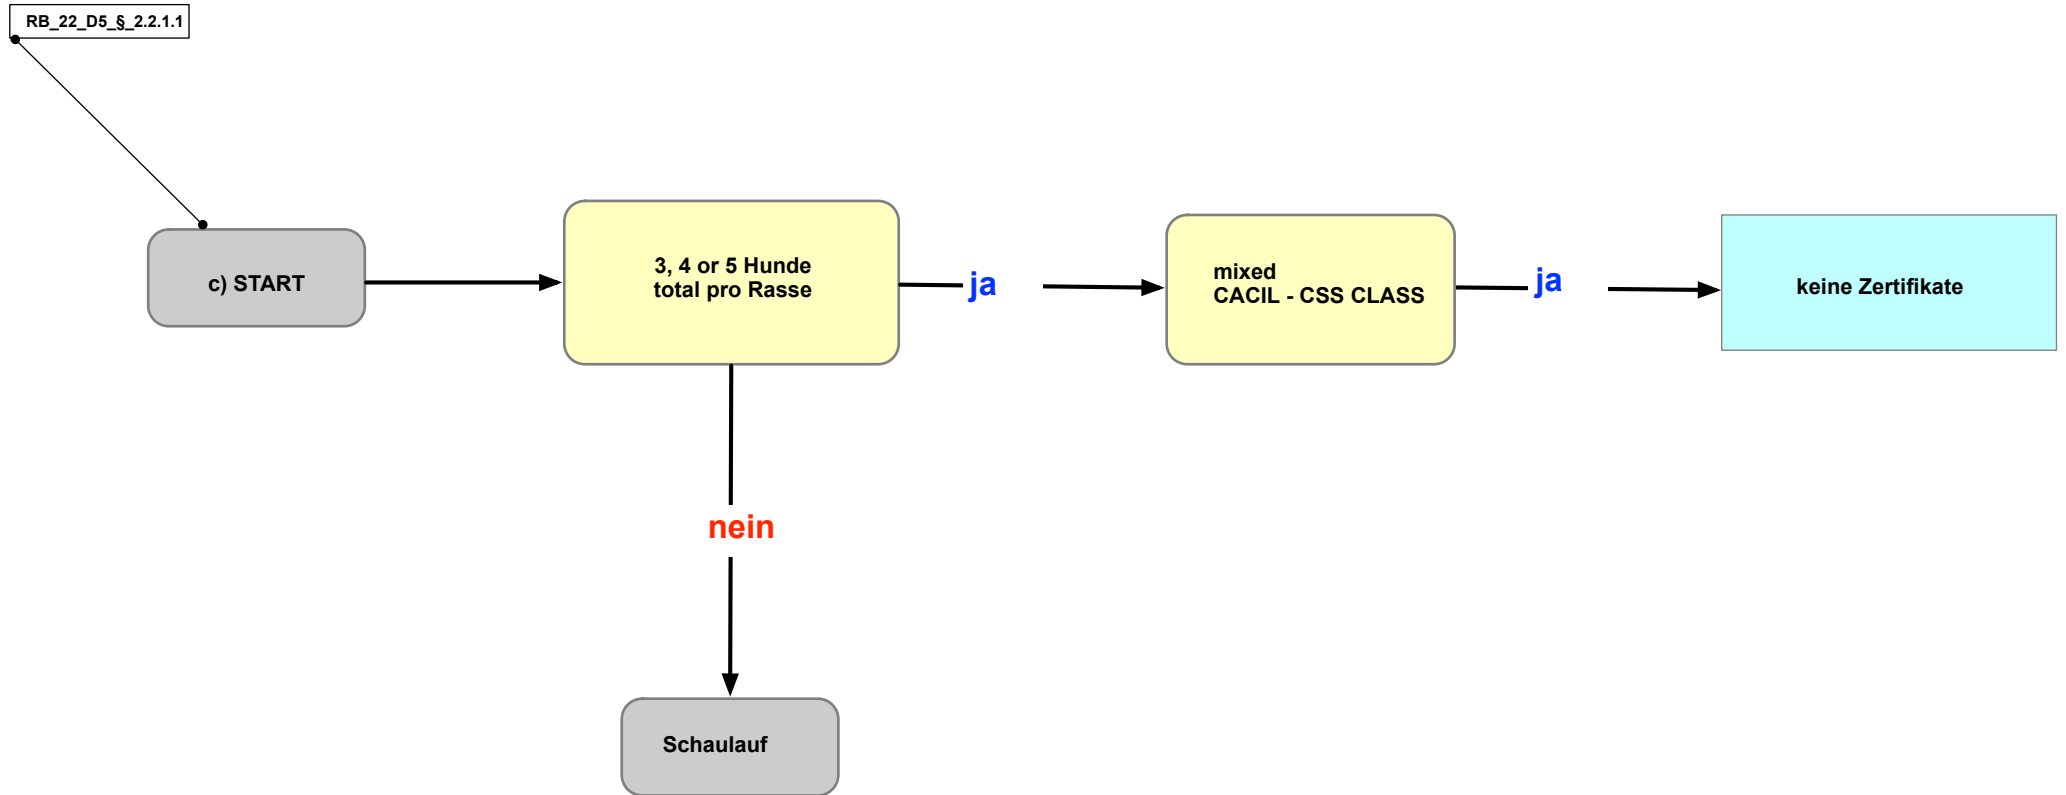 RB_22_D5_§_2.2.1.1
c) START
3, 4 or 5 Hunde
total pro Rasse
ja
mixed
CACIL - CSS CLASS
ja
keine Zertifikate
nein
Schaulauf